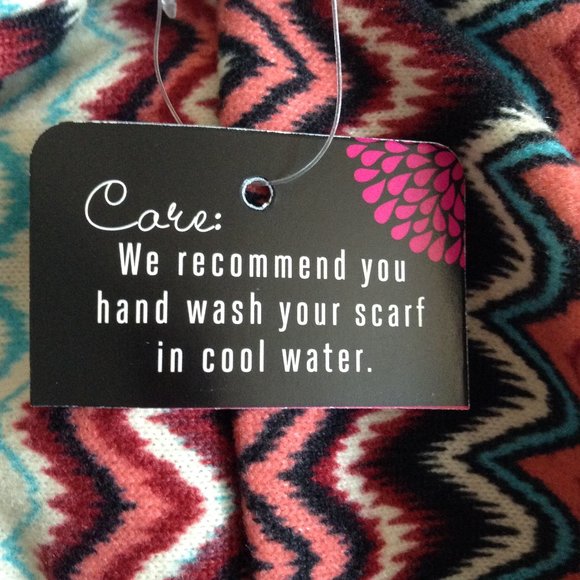 Care:
We recommend you
hand wash your scarf
in cool water.